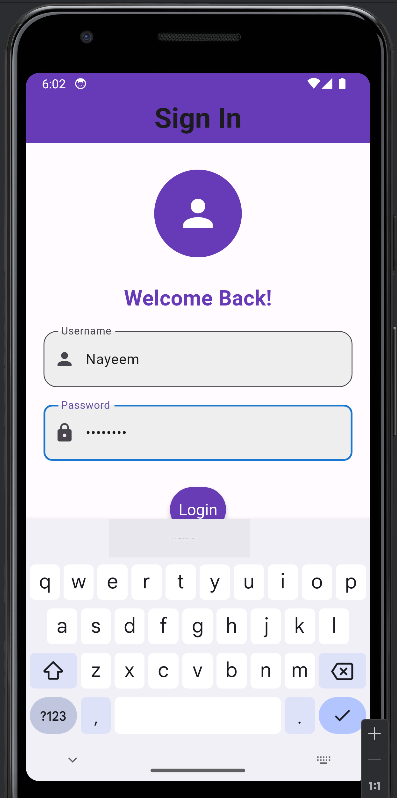 6:02
Sign In
Welcome Back!
Username
Nayeem
Password
••••••••
Login
q w e r t y u i o p
a s d f g h j k l
z x c v b n m
?123 , .
1:1